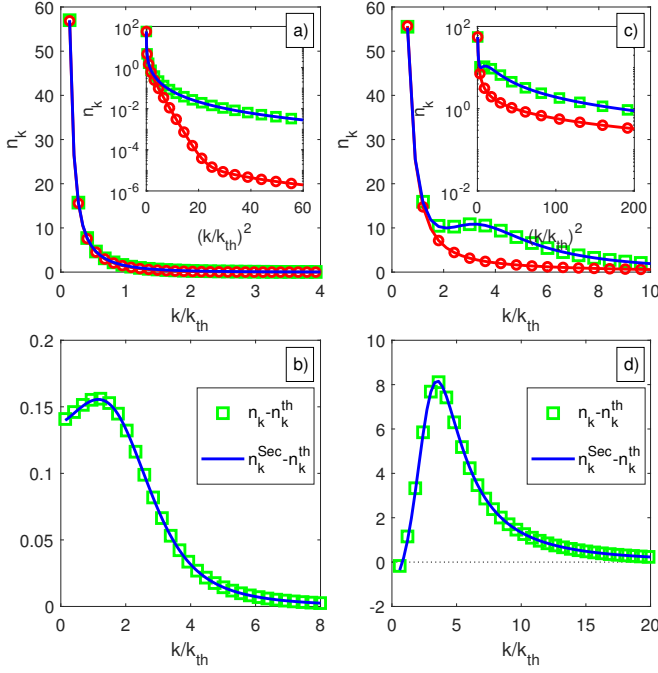 60
50
40
30
20
10
0
n_k
0 1 2 3 4
k/k_th
a)
10^2
10^0
10^-2
10^-4
10^-6
n_k
0 20 40 60
(k/k_th)^2
60
50
40
30
20
10
0
n_k
0 2 4 6 8 10
k/k_th
c)
10^2
10^0
10^-2
n_k
0 100 200
(k/k_th)^2
0.2
0.15
0.1
0.05
0
0 2 4 6 8
k/k_th
b)
n_k-n_k^th
n_k^Sec-n_k^th
10
8
6
4
2
0
-2
0 5 10 15 20
k/k_th
d)
n_k-n_k^th
n_k^Sec-n_k^th